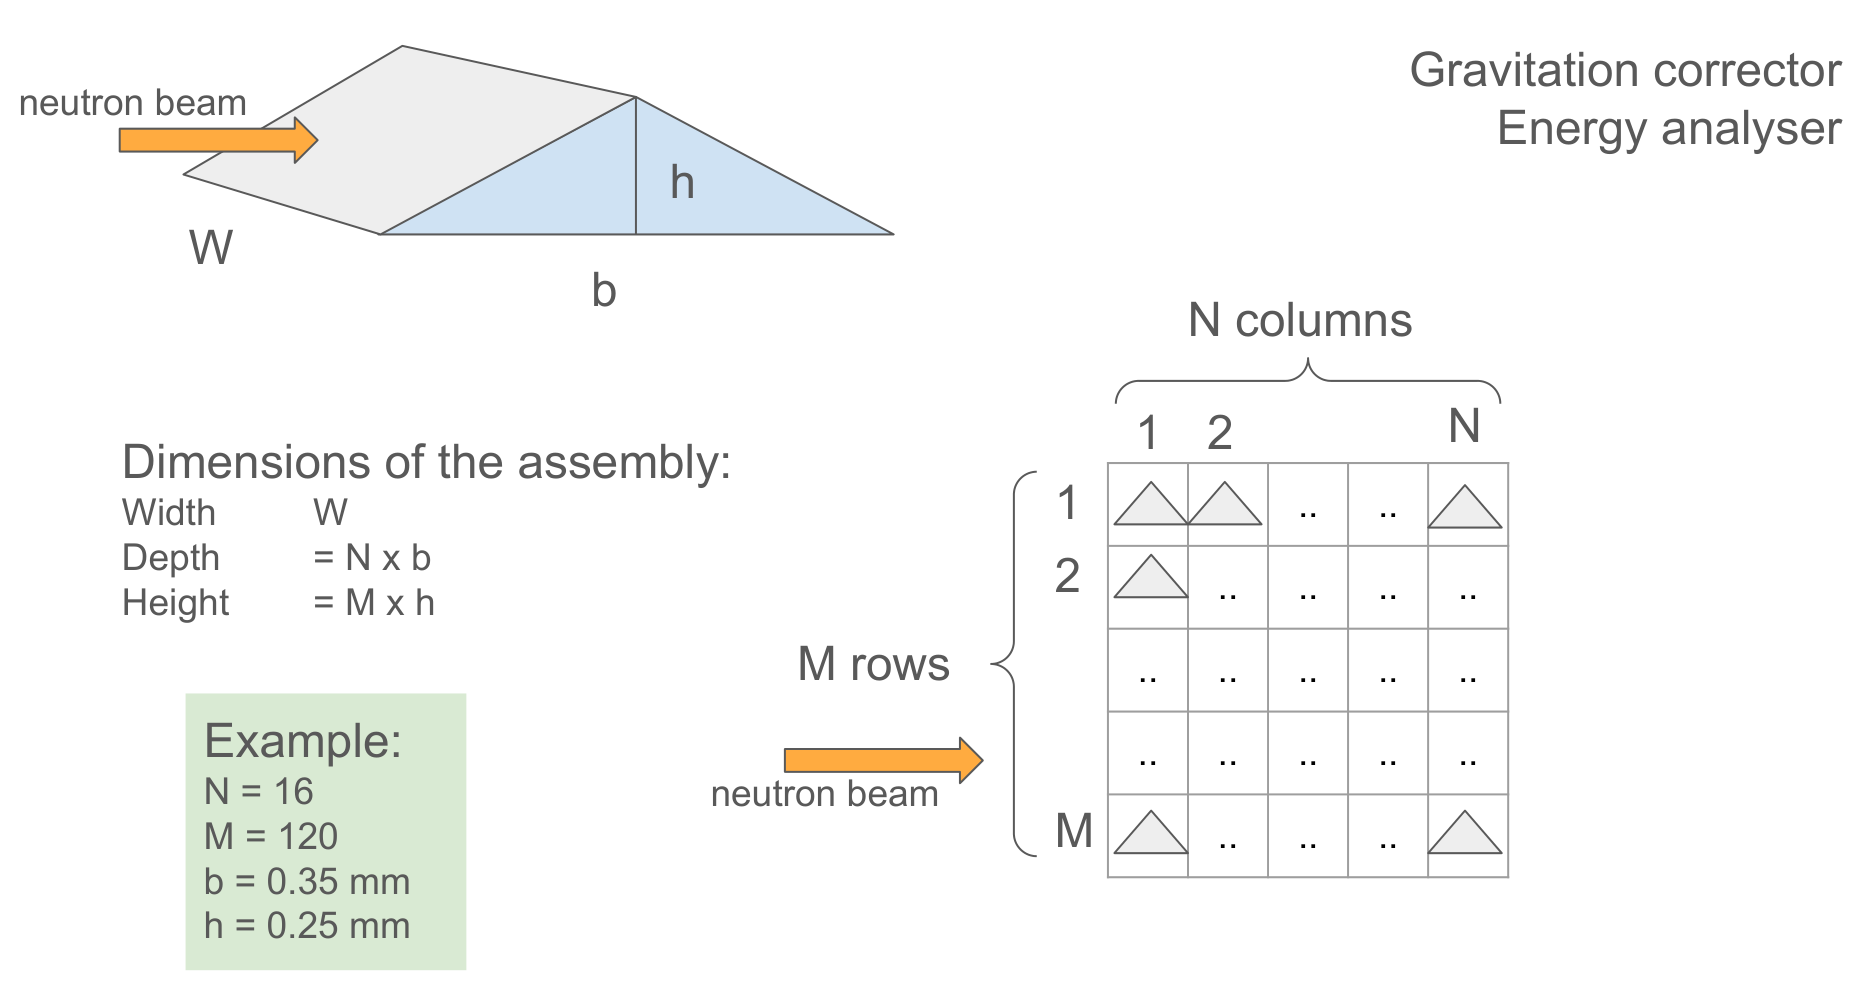 Gravitation corrector
Energy analyser
neutron beam
h
W
b
N columns
1 2 N
Dimensions of the assembly:
Width W
Depth = N x b
Height = M x h
1 .. ..
2 .. .. .. ..
M rows
.. .. .. .. ..
.. .. .. .. ..
neutron beam
M .. .. ..
Example:
N = 16
M = 120
b = 0.35 mm
h = 0.25 mm